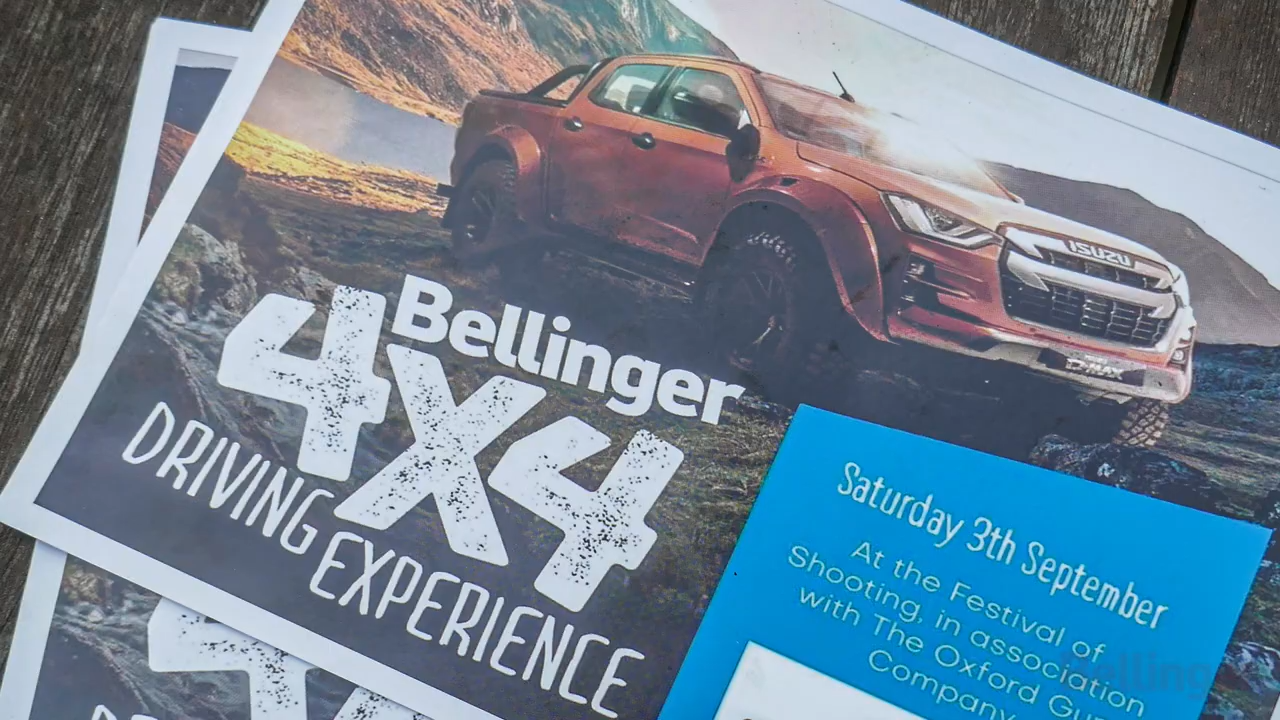 ISUZU
D-MAX
Bellinger
4X4
DRIVING EXPERIENCE
Saturday 3th September
At the Festival of
Shooting, in association
with The Oxford
Company